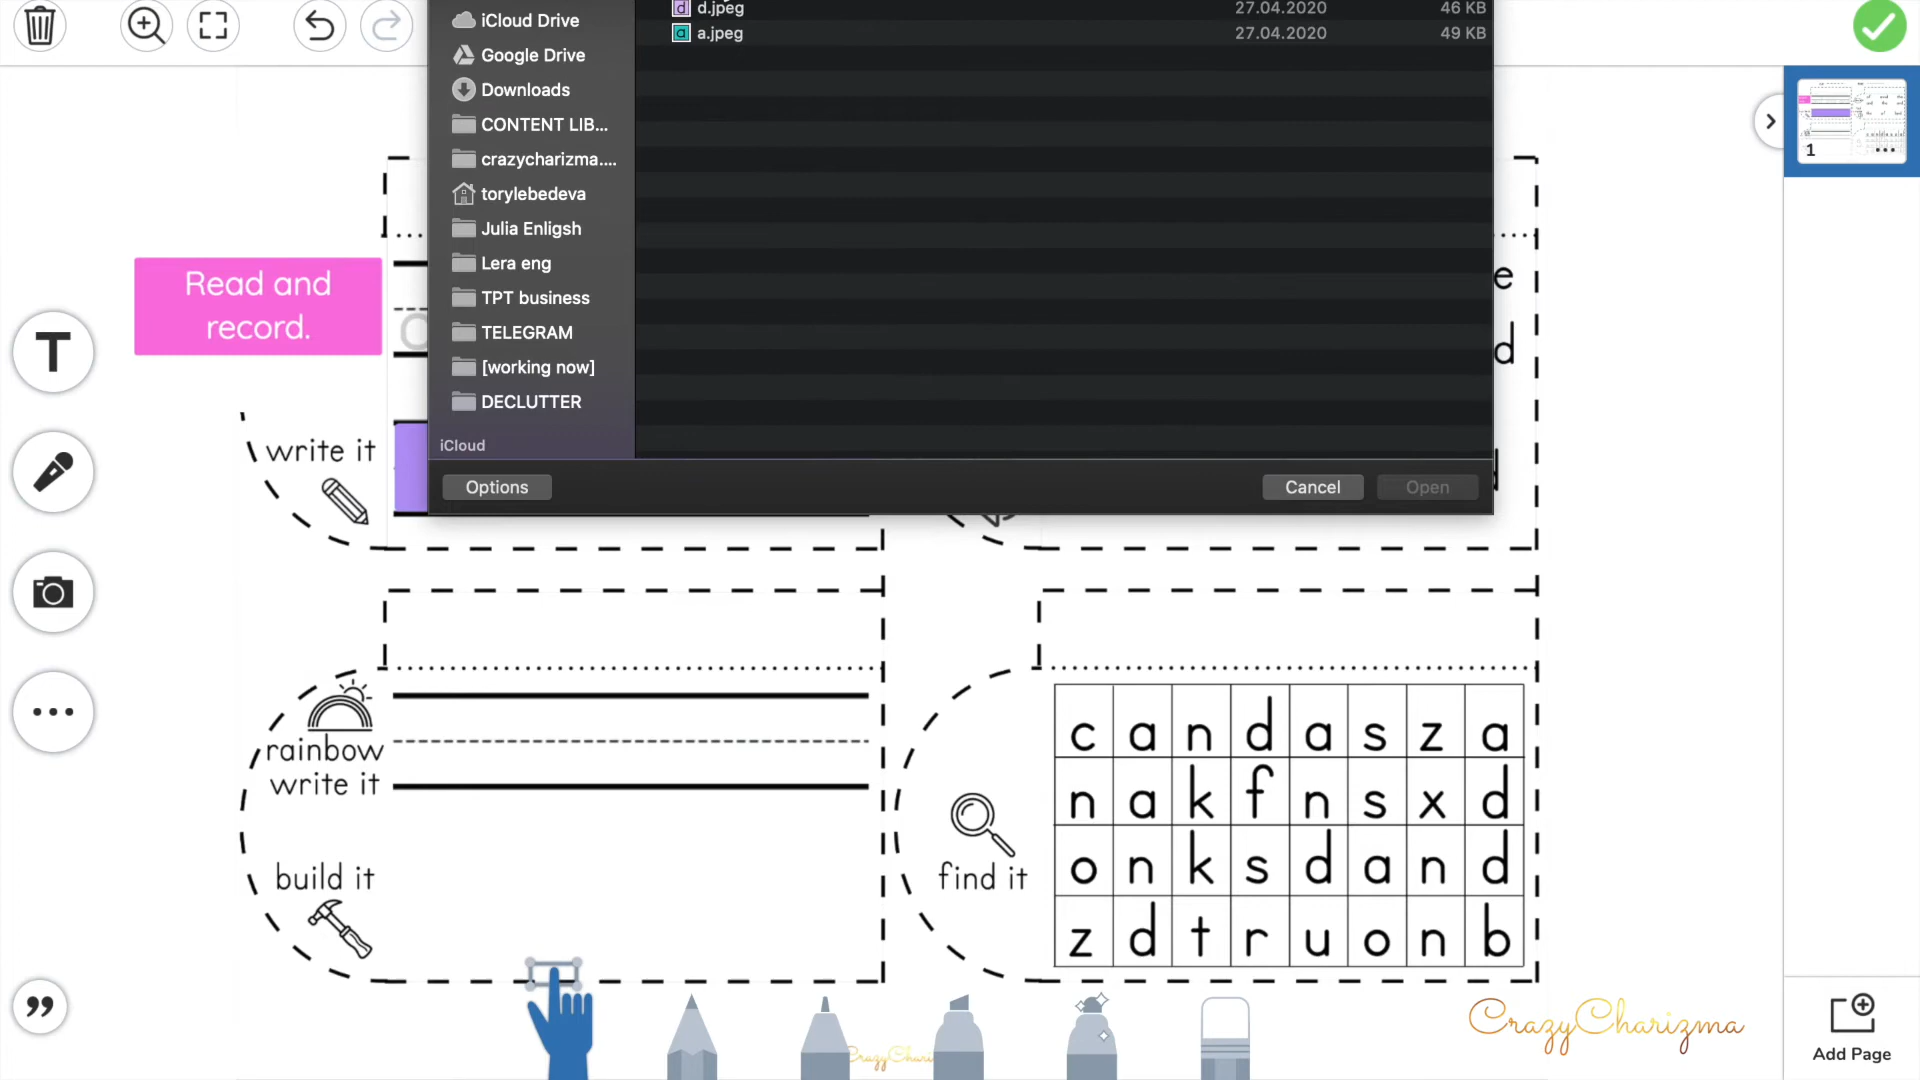 iCloud Drive
Google Drive
Downloads
CONTENT LIB...
crazycharizma....
torylebedeva
Julia Enligsh
Lera eng
TPT business
TELEGRAM
[working now]
DECLUTTER
iCloud
d.jpeg 27.04.2020 46 KB
a.jpeg 27.04.2020 49 KB
Options
Cancel
Open
Read and
record.
T
write it
e
d
rainbow
write it
build it
find it
c a n d a s z a
n a k f n s x d
o n k s d a n d
z d t r u o n b
CrazyCharizma
1
Add Page